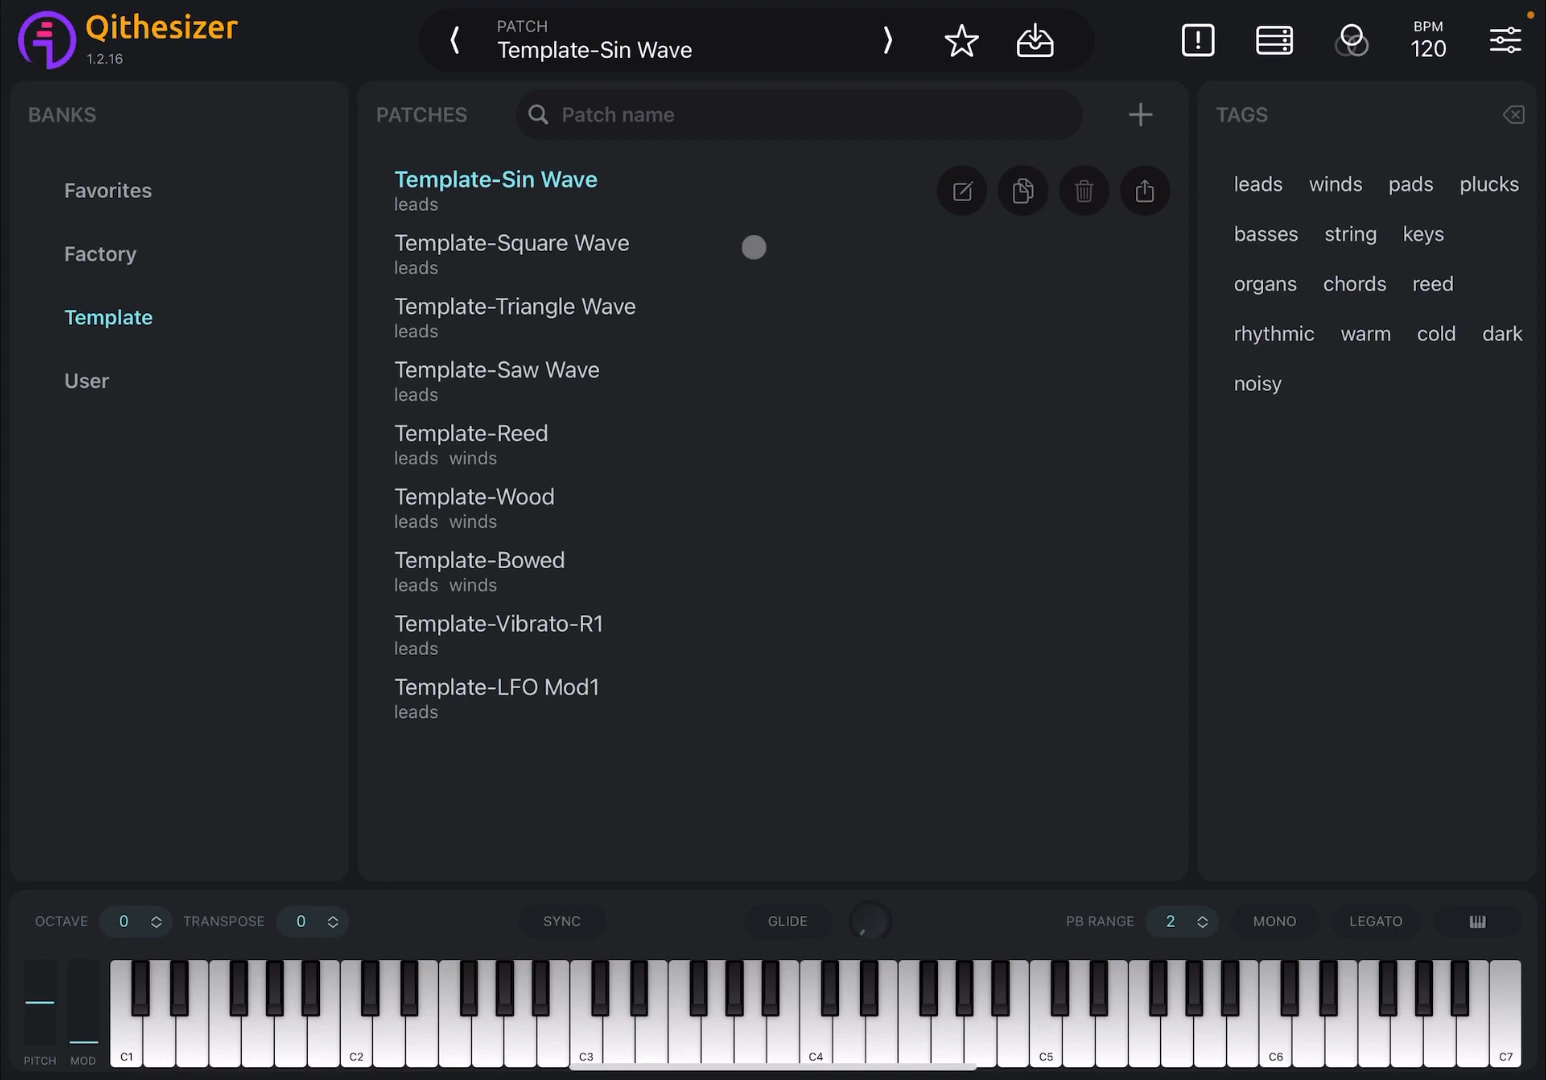 Qithesizer
1.2.16
PATCH
Template-Sin Wave
BPM
120
BANKS
Favorites
Factory
Template
User
PATCHES
Patch name
Template-Sin Wave
leads
Template-Square Wave
leads
Template-Triangle Wave
leads
Template-Saw Wave
leads
Template-Reed
leads winds
Template-Wood
leads winds
Template-Bowed
leads winds
Template-Vibrato-R1
leads
Template-LFO Mod1
leads
TAGS
leads winds pads plucks
basses string keys
organs chords reed
rhythmic warm cold dark
noisy
OCTAVE 0 TRANSPOSE 0 SYNC GLIDE PB RANGE 2 MONO LEGATO
PITCH MOD C1 C2 C3 C4 C5 C6 C7